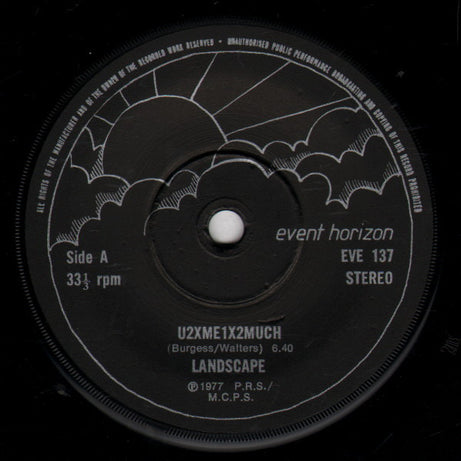 ALL RIGHTS OF THE MANUFACTURER AND OF THE OWNER OF THE RECORDED WORK RESERVED • UNAUTHORISED PUBLIC PERFORMANCE BROADCASTING AND COPYING OF THIS RECORD PROHIBITED
event horizon
Side A
EVE 137
33⅓ rpm
STEREO
U2XME1X2MUCH
(Burgess/Walters) 6.40
LANDSCAPE
℗1977 P.R.S./
M.C.P.S.